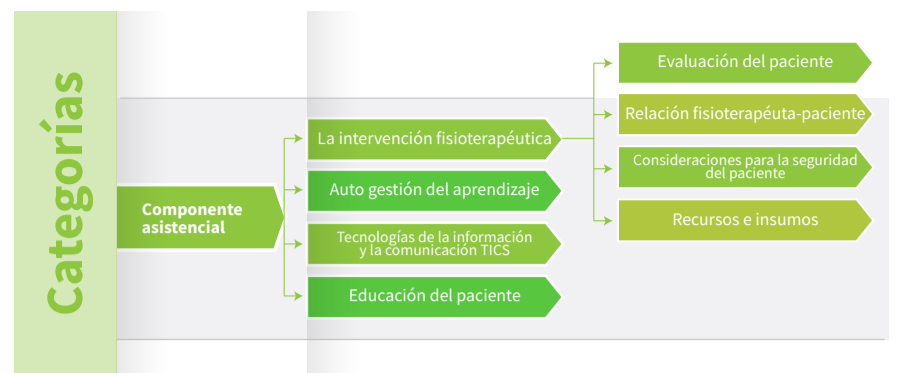 Categorías
Componente
asistencial
La intervención fisioterapéutica
Auto gestión del aprendizaje
Tecnologías de la información
y la comunicación TICS
Educación del paciente
Evaluación del paciente
Relación fisioterapéuta-paciente
Consideraciones para la seguridad
del paciente
Recursos e insumos